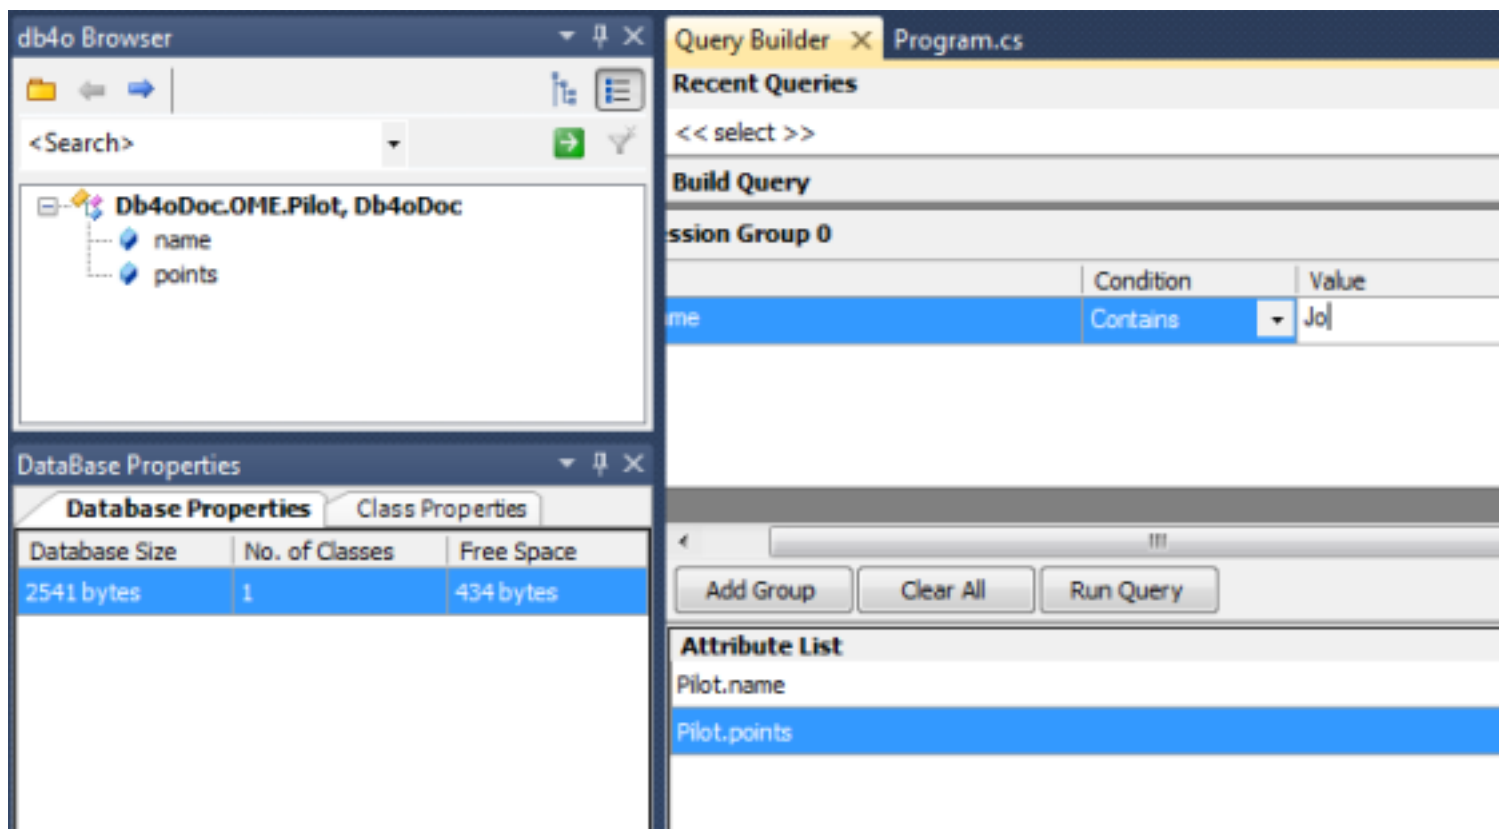 db4o Browser
<Search>
Db4oDoc.OME.Pilot, Db4oDoc
name
points
DataBase Properties
Database Properties Class Properties
Database Size No. of Classes Free Space
2541 bytes 1 434 bytes
Query Builder Program.cs
Recent Queries
<< select >>
Build Query
ssion Group 0
Condition Value
me Contains Jo
Add Group Clear All Run Query
Attribute List
Pilot.name
Pilot.points